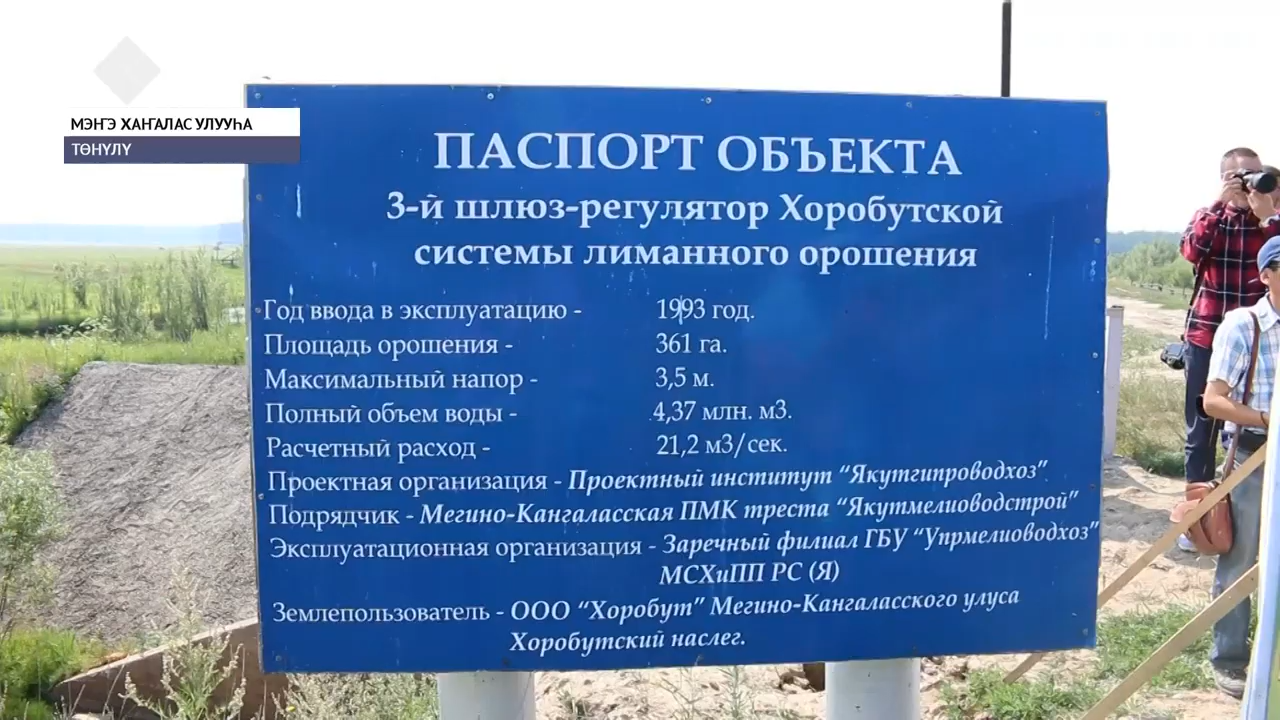 МЭҤЭ ХАҤАЛАС УЛУУҺА
ТӨҤҮЛҮ
ПАСПОРТ ОБЪЕКТА
3-й шлюз-регулятор Хоробутской
системы лиманного орошения
Год ввода в эксплуатацию - 1993 год.
Площадь орошения - 361 га.
Максимальный напор - 3,5 м.
Полный объем воды - 4,37 млн. м3.
Расчетный расход - 21,2 м3/сек.
Проектная организация - Проектный институт “Якутгипроводхоз”
Подрядчик - Мегино-Кангаласская ПМК треста “Якутмелиоводстрой”
Эксплуатационная организация - Заречный филиал ГБУ “Упрмелиоводхоз”
МСХиПП РС (Я)
Землепользователь - ООО “Хоробут” Мегино-Кангаласского улуса
Хоробутский наслег.